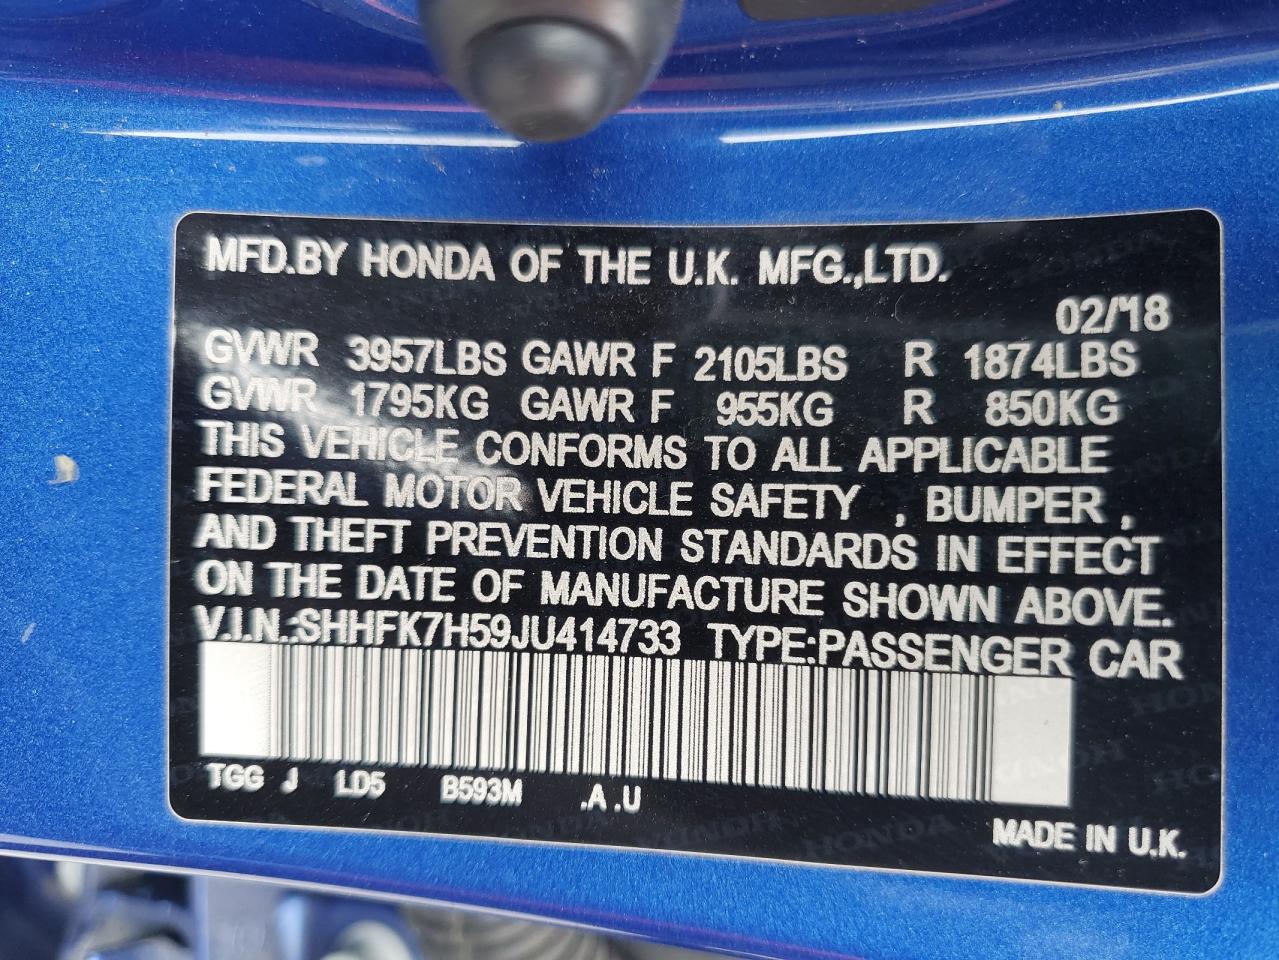 MFD.BY HONDA OF THE U.K. MFG.,LTD.
02/'18
GVWR 3957LBS GAWR F 2105LBS R 1874LBS
GVWR 1795KG GAWR F 955KG R 850KG
THIS VEHICLE CONFORMS TO ALL APPLICABLE
FEDERAL MOTOR VEHICLE SAFETY , BUMPER ,
AND THEFT PREVENTION STANDARDS IN EFFECT
ON THE DATE OF MANUFACTURE SHOWN ABOVE.
V.I.N.:SHHFK7H59JU414733 TYPE:PASSENGER CAR
TGG J LD5 B593M .A .U
MADE IN U.K.